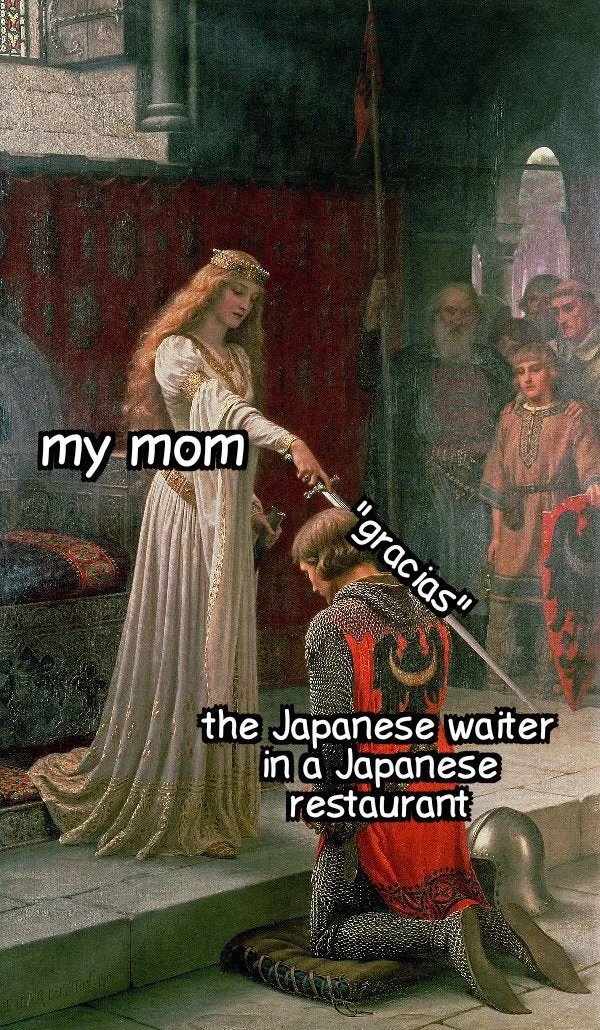 my mom
"gracias"
the Japanese waiter
in a Japanese
restaurant